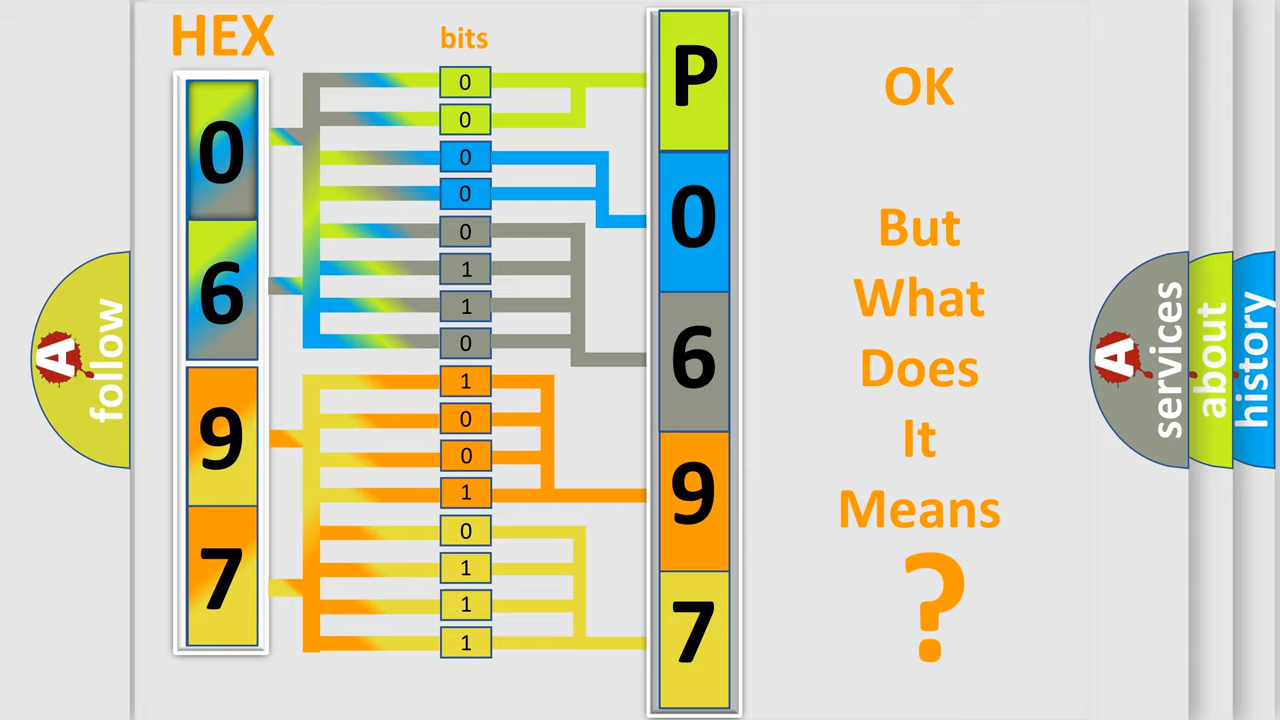 HEX
bits
0
6
9
7
0
0
0
0
0
1
1
0
1
0
0
1
0
1
1
1
P
0
6
9
7
OK
But
What
Does
It
Means
?
A
follow
A
services
about
history